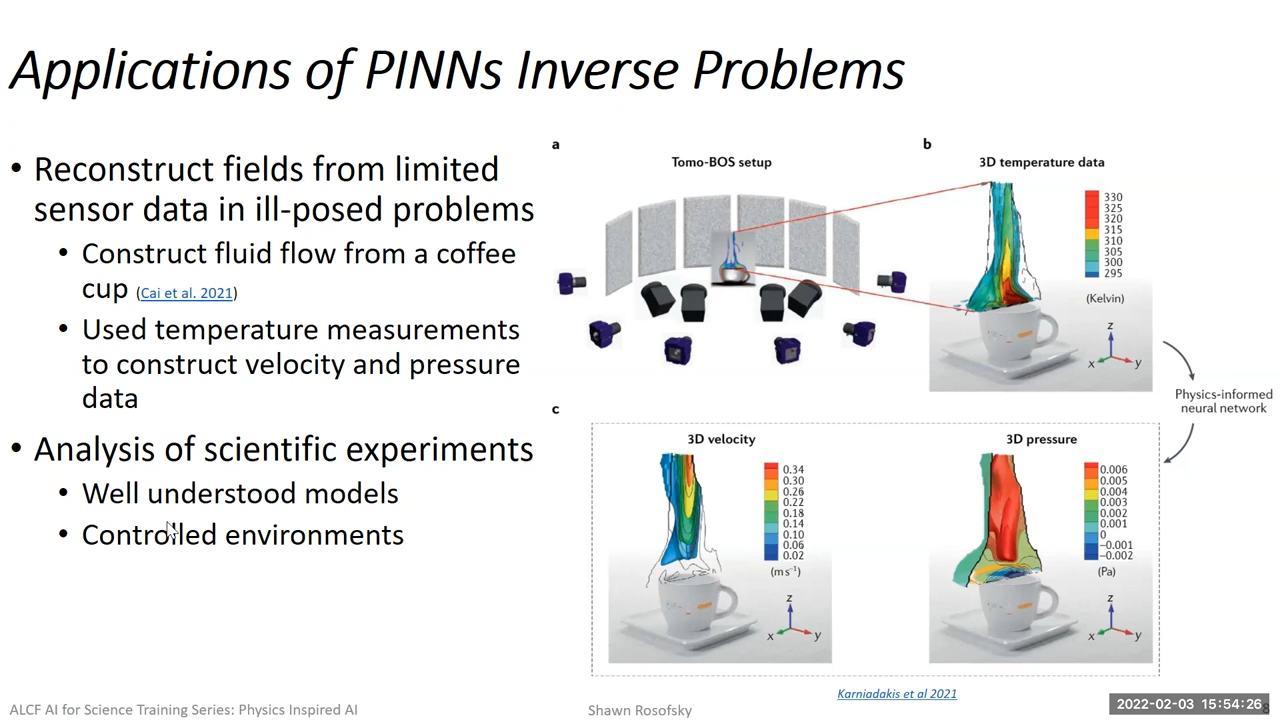 Applications of PINNs Inverse Problems
• Reconstruct fields from limited
sensor data in ill-posed problems
• Construct fluid flow from a coffee
cup (Cai et al. 2021)
• Used temperature measurements
to construct velocity and pressure
data
• Analysis of scientific experiments
• Well understood models
• Controlled environments
a
Tomo-BOS setup
b
3D temperature data
330
325
320
315
310
305
300
295
(Kelvin)
z
x
y
Physics-informed
neural network
c
3D velocity
0.34
0.30
0.26
0.22
0.18
0.14
0.10
0.06
0.02
(m s⁻¹)
z
x
y
3D pressure
0.006
0.005
0.004
0.003
0.002
0.001
0
−0.001
−0.002
(Pa)
z
x
y
Karniadakis et al 2021
ALCF AI for Science Training Series: Physics Inspired AI
Shawn Rosofsky
2022-02-03 15:54:26